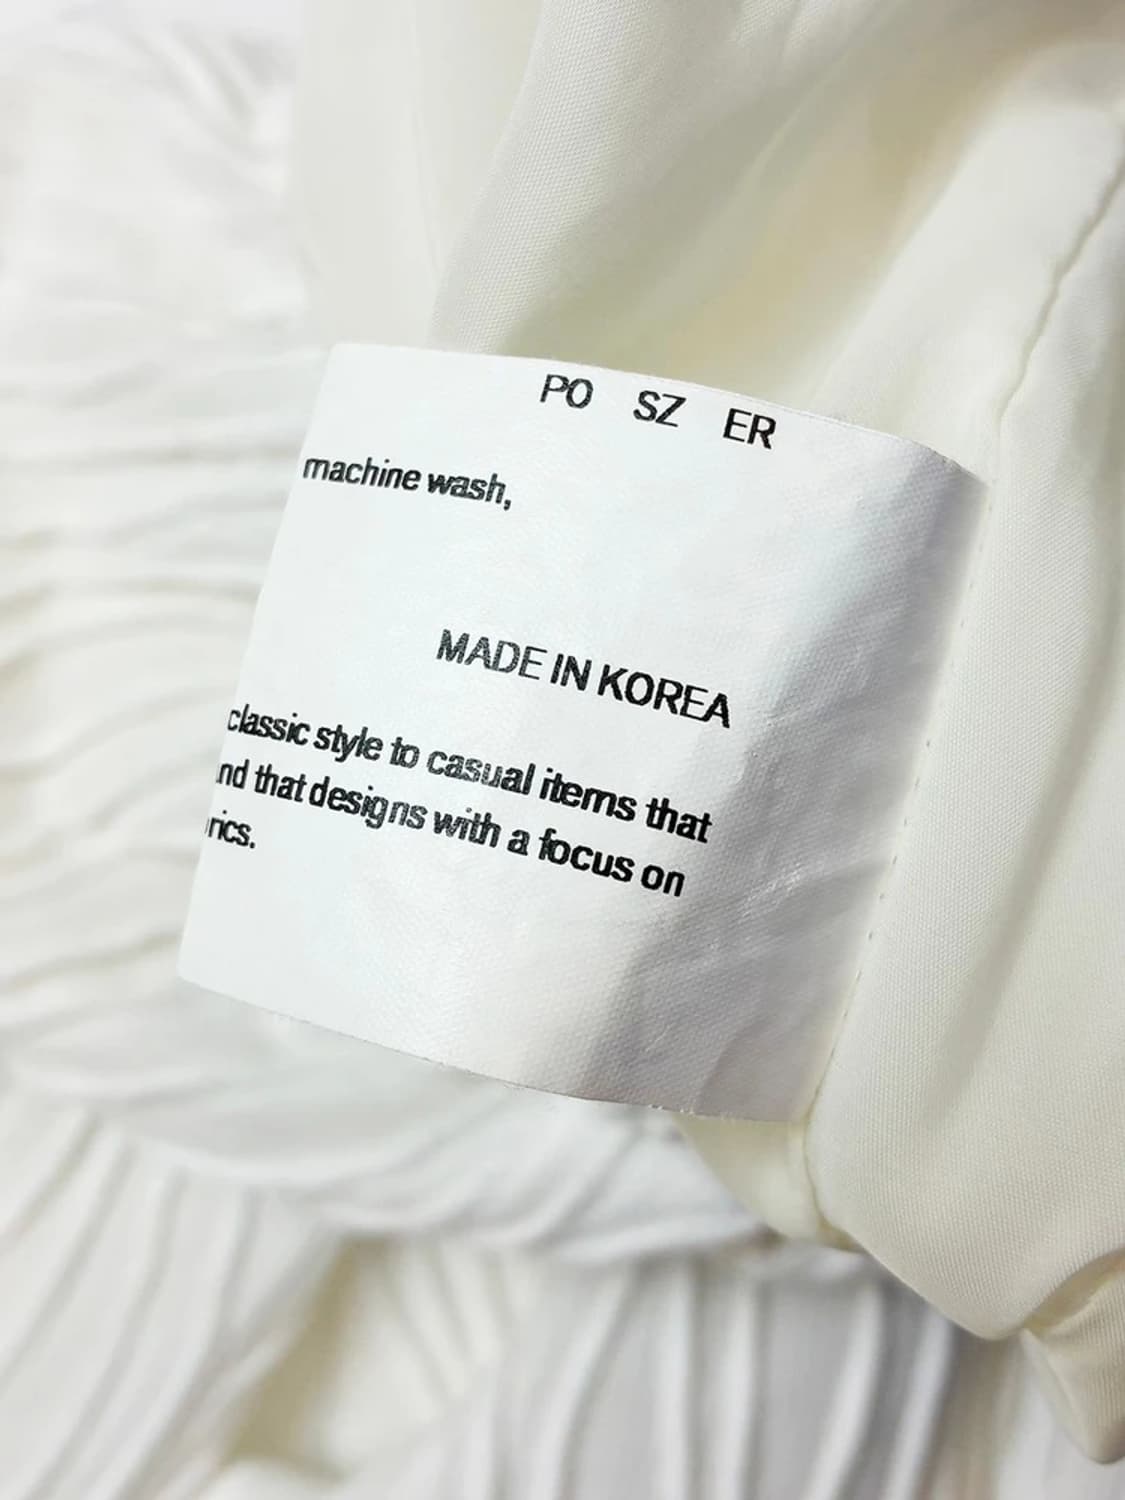 PO SZ ER
machine wash,
MADE IN KOREA
classic style to casual items that
nd that designs with a focus on
rics.